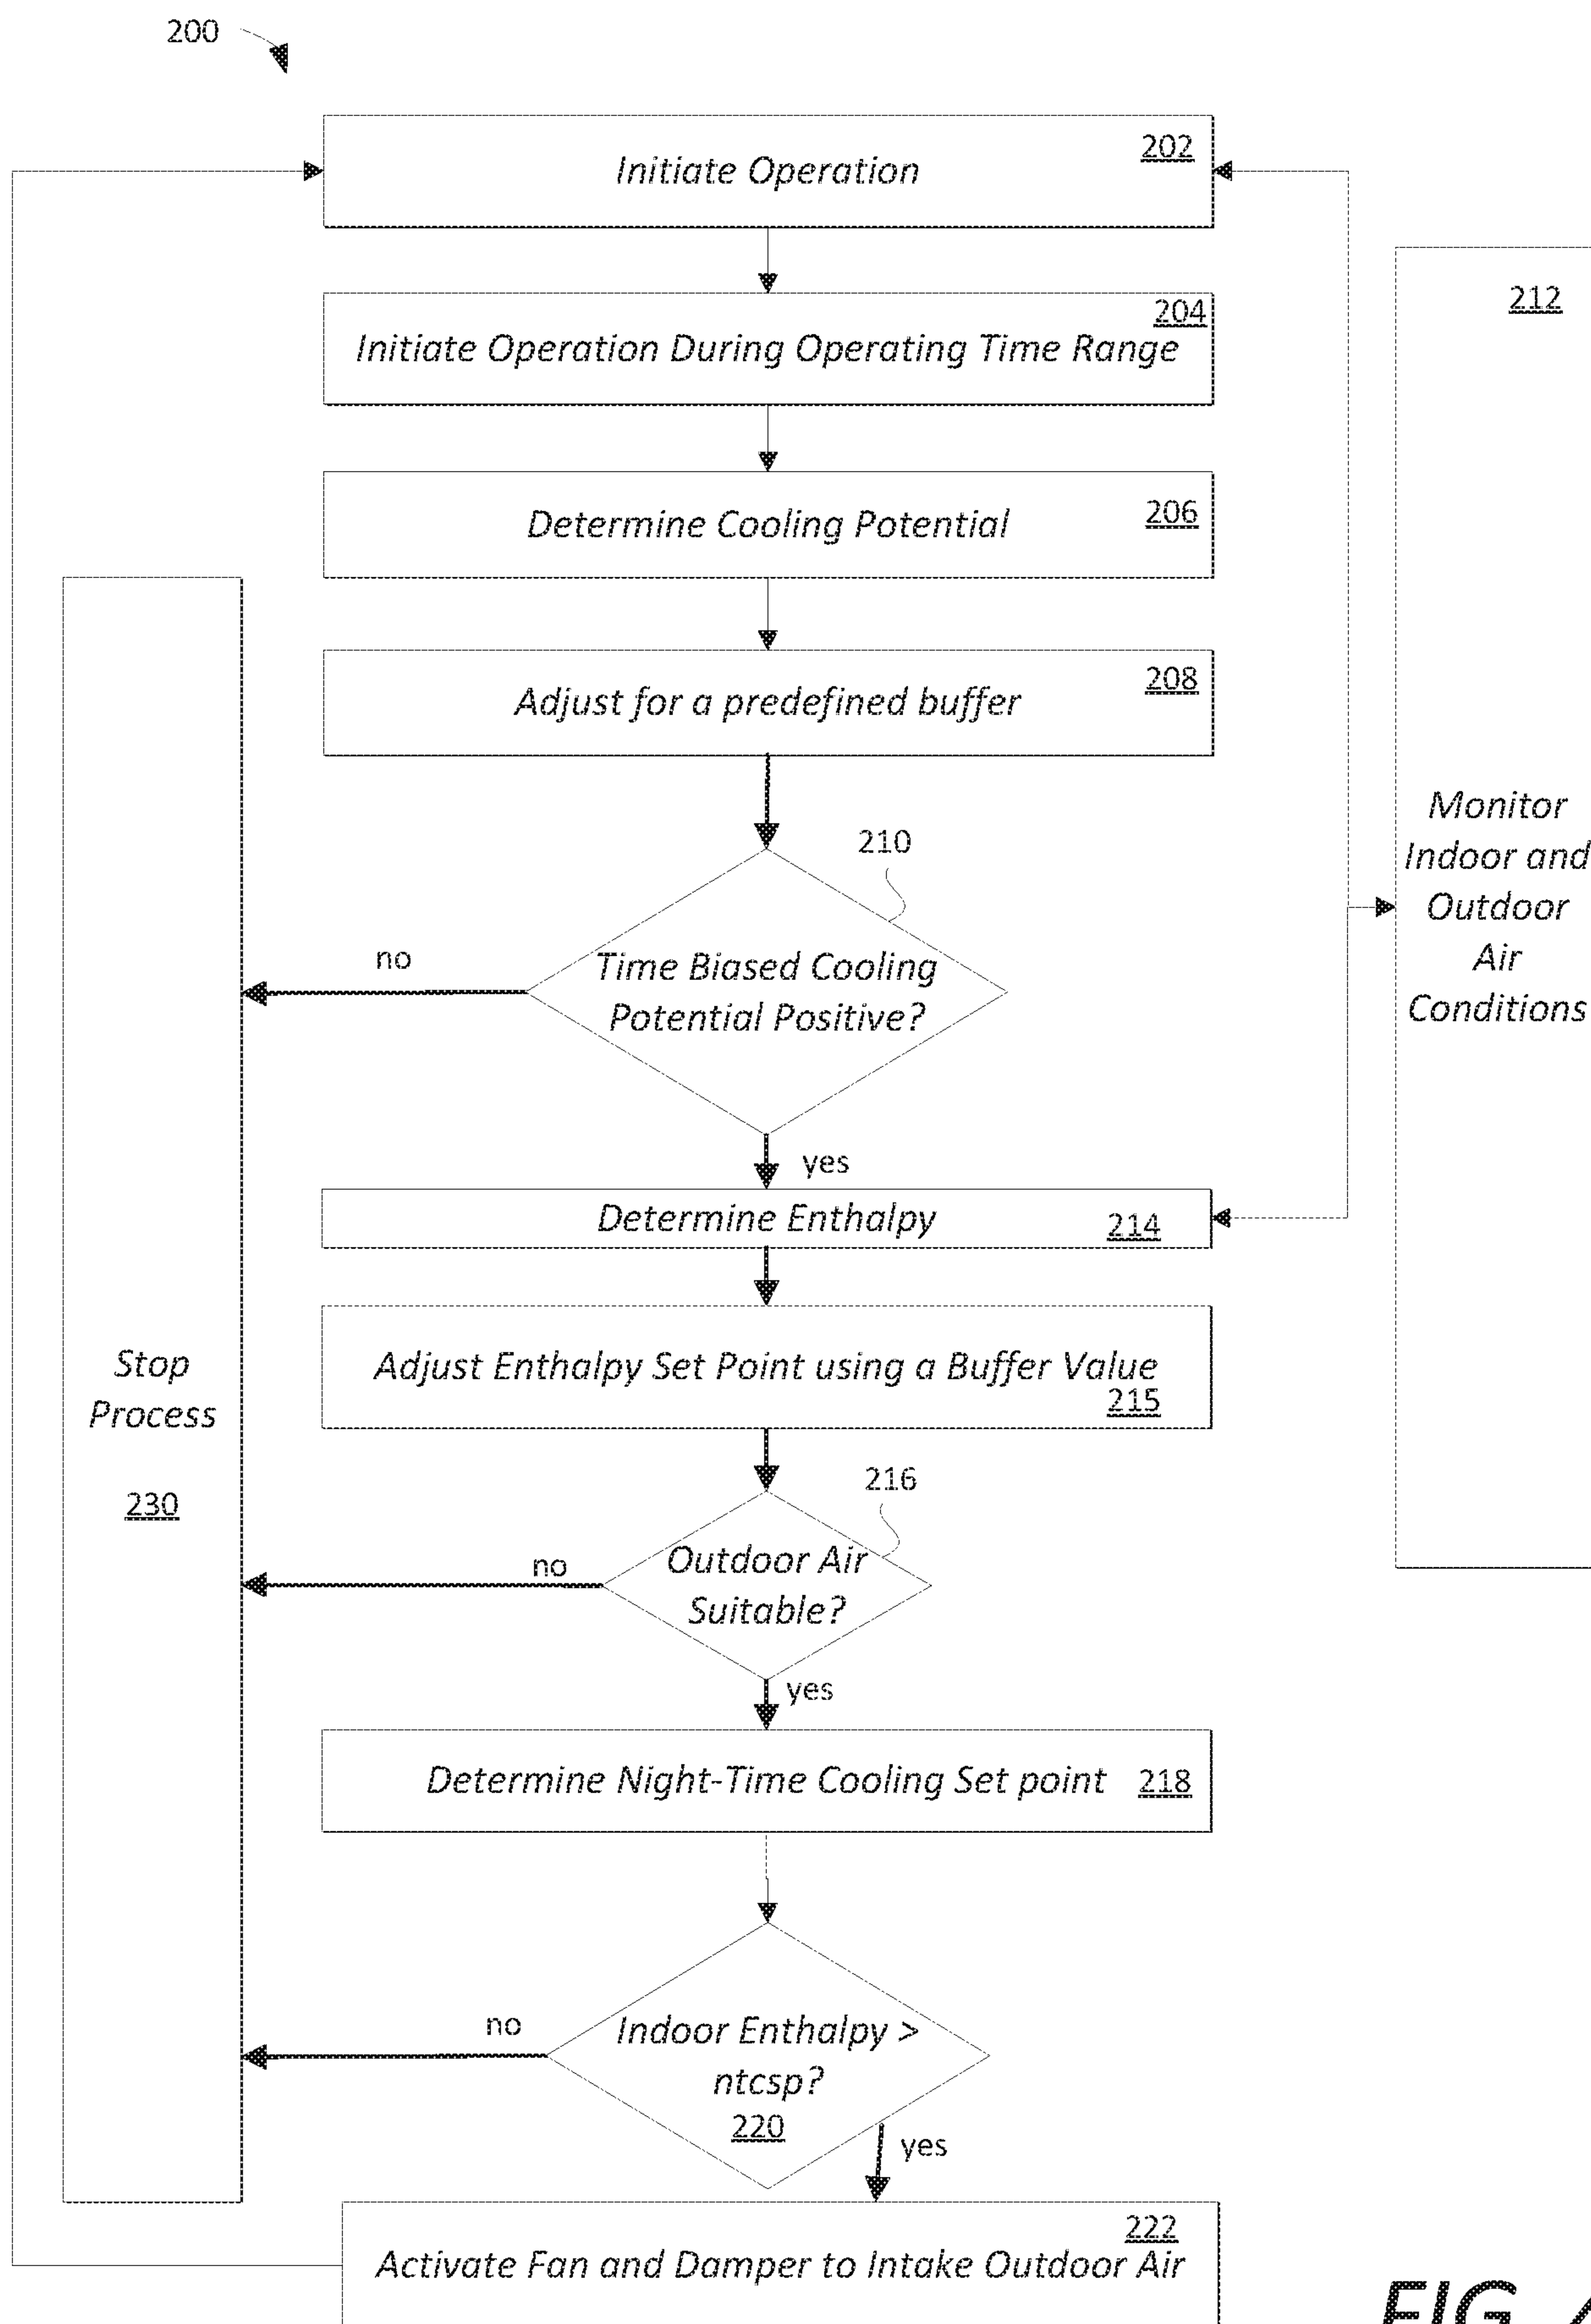 200
202
Initiate Operation
204
Initiate Operation During Operating Time Range
212
206
Determine Cooling Potential
208
Adjust for a predefined buffer
Monitor
Indoor and
Outdoor
Air
Conditions
210
no
Time Biased Cooling
Potential Positive?
yes
Determine Enthalpy
214
Adjust Enthalpy Set Point using a Buffer Value
215
Stop
Process
230
216
no
Outdoor Air
Suitable?
yes
Determine Night-Time Cooling Set point 218
no
Indoor Enthalpy >
ntcsp?
220
yes
222
Activate Fan and Damper to Intake Outdoor Air
FIG